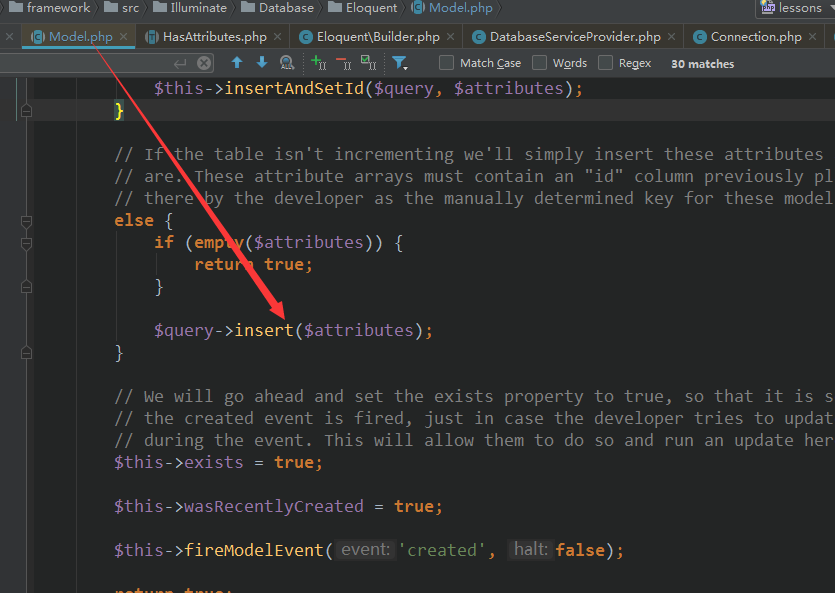 framework src Illuminate Database Eloquent Model.php lessons
Model.php HasAttributes.php Eloquent\Builder.php DatabaseServiceProvider.php Connection.php
Match Case Words Regex 30 matches
$this->insertAndSetId($query, $attributes);
}
// If the table isn't incrementing we'll simply insert these attributes
// are. These attribute arrays must contain an "id" column previously pl
// there by the developer as the manually determined key for these model
else {
if (empty($attributes)) {
return true;
}
$query->insert($attributes);
}
// We will go ahead and set the exists property to true, so that it is s
// the created event is fired, just in case the developer tries to updat
// during the event. This will allow them to do so and run an update her
$this->exists = true;
$this->wasRecentlyCreated = true;
$this->fireModelEvent( event: 'created', halt: false);
return true;